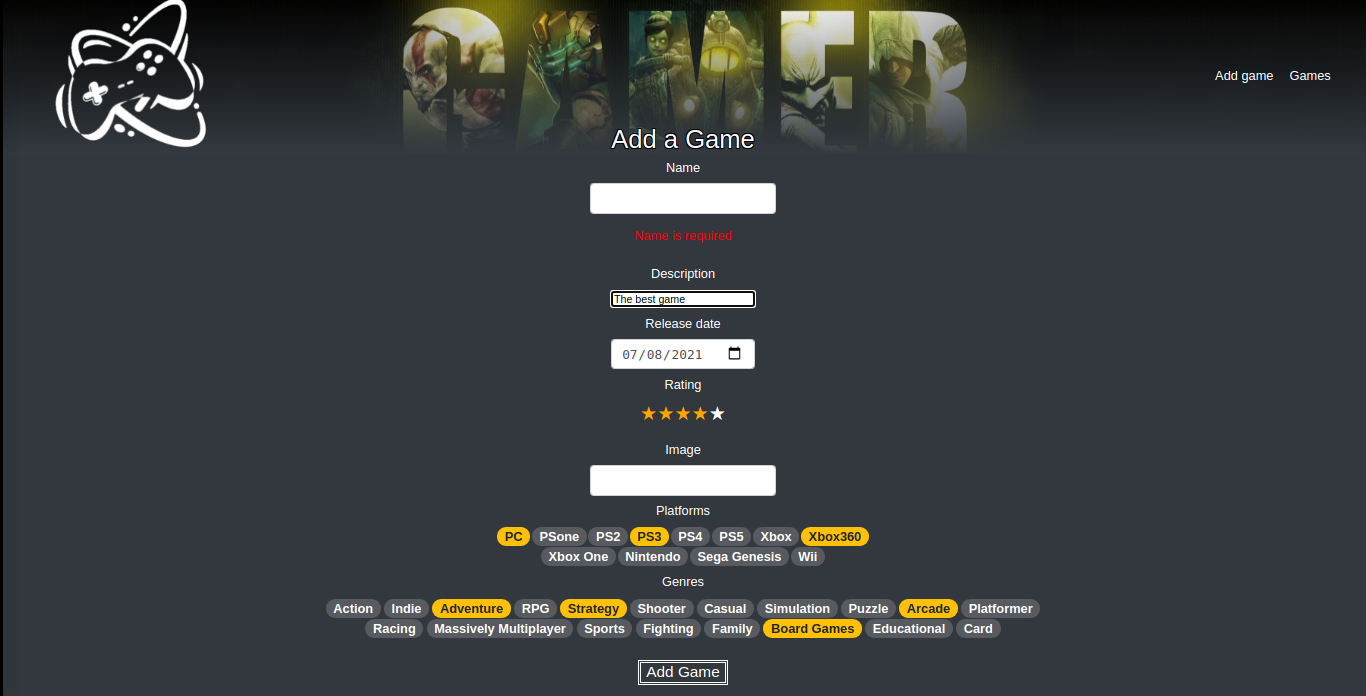 GAMER
Add game Games
Add a Game
Name
Name is required
Description
The best game
Release date
07/08/2021
Rating
Image
Platforms
PC PSone PS2 PS3 PS4 PS5 Xbox Xbox360
Xbox One Nintendo Sega Genesis Wii
Genres
Action Indie Adventure RPG Strategy Shooter Casual Simulation Puzzle Arcade Platformer
Racing Massively Multiplayer Sports Fighting Family Board Games Educational Card
Add Game